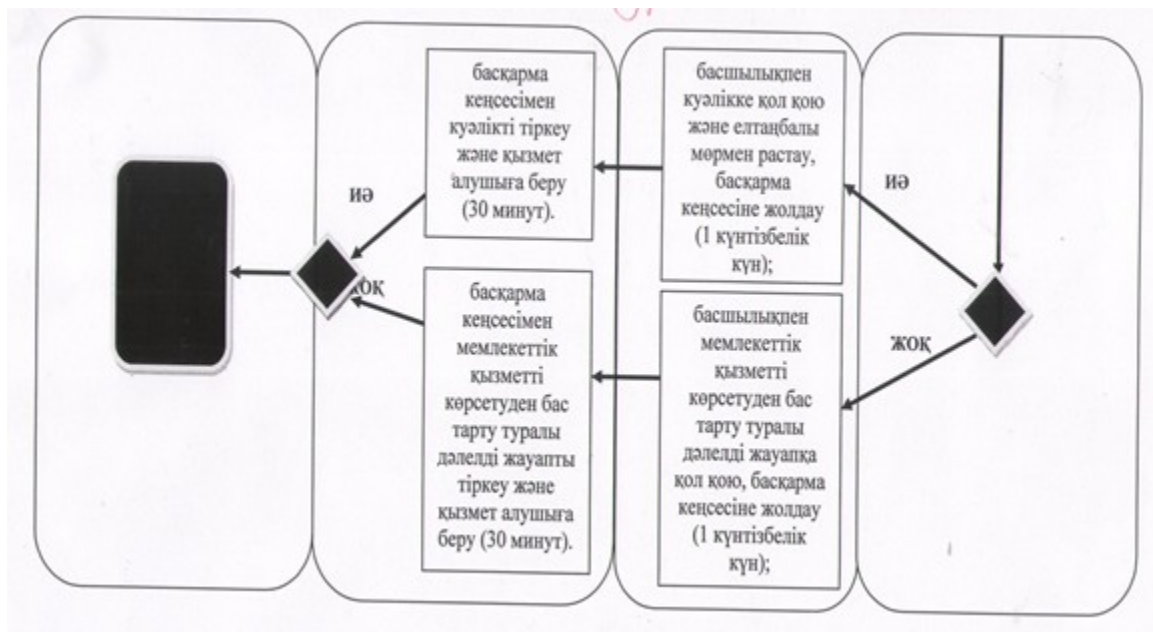 басқарма
кеңсесімен
куәлікті тіркеу
және қызмет
алушыға беру
(30 минут).
басшылықпен
куәлікке қол қою
және елтаңбалы
мөрмен растау,
басқарма
кеңсесіне жолдау
(1 күнтізбелік
күн);
иә
иә
жоқ
басқарма
кеңсесімен
мемлекеттік
қызметті
көрсетуден бас
тарту туралы
дәлелді жауапты
тіркеу және
қызмет алушыға
беру (30 минут).
басшылықпен
мемлекеттік
қызметті
көрсетуден бас
тарту туралы
дәлелді жауапқа
қол қою, басқарма
кеңсесіне жолдау
(1 күнтізбелік
күн);
жоқ